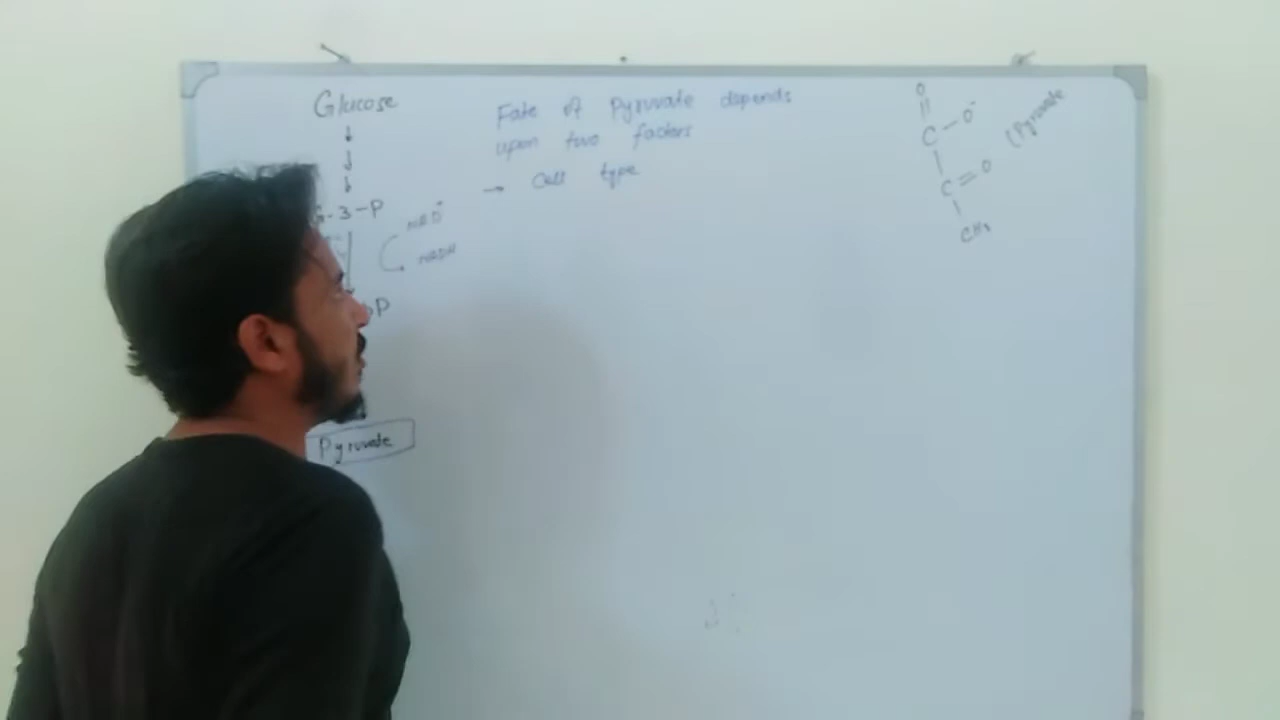 Glucose
-3-P
NAD+
NADH
P
Pyruvate
Fate of Pyruvate depends
upon two factors
→ Cell type
O
C-O-
C=O
CH3
(Pyruvate